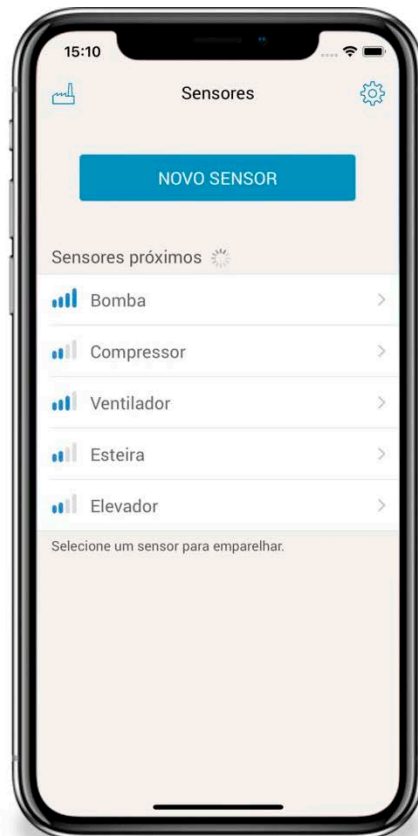 15:10
Sensores
NOVO SENSOR
Sensores próximos
Bomba
Compressor
Ventilador
Esteira
Elevador
Selecione um sensor para emparelhar.